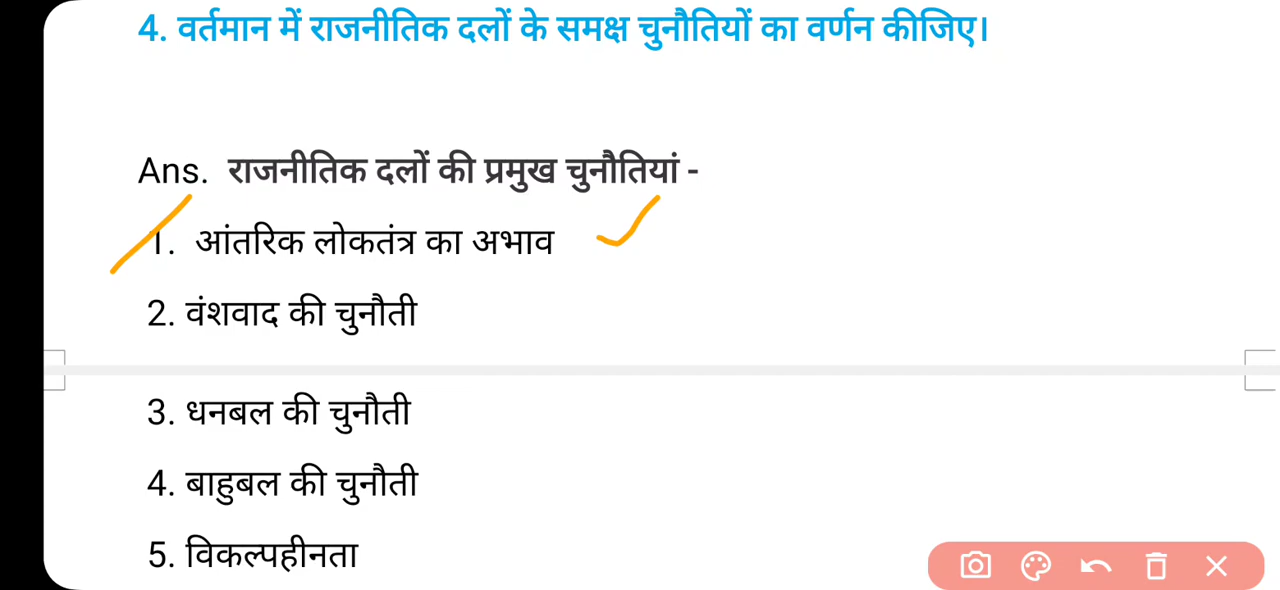 4. वर्तमान में राजनीतिक दलों के समक्ष चुनौतियों का वर्णन कीजिए।
Ans. राजनीतिक दलों की प्रमुख चुनौतियां -
1. आंतरिक लोकतंत्र का अभाव
2. वंशवाद की चुनौती
3. धनबल की चुनौती
4. बाहुबल की चुनौती
5. विकल्पहीनता